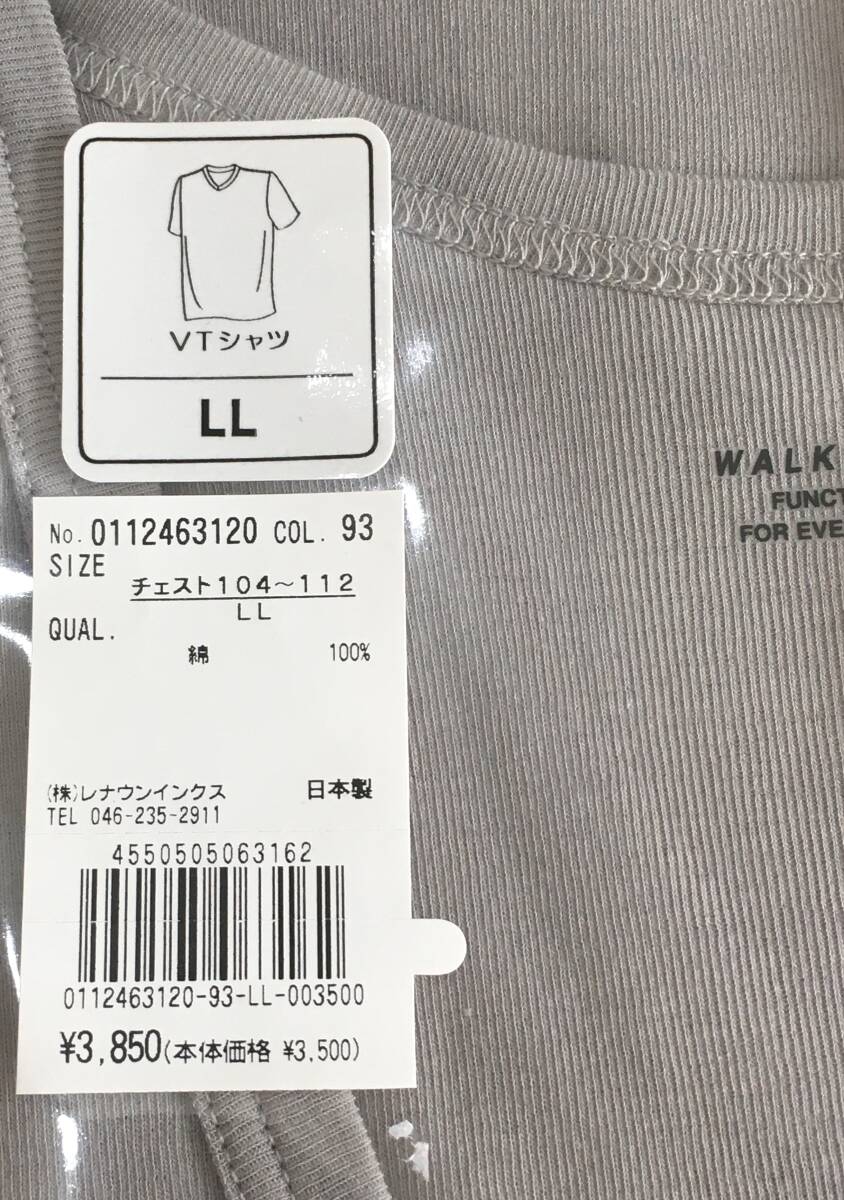 VTシャツ
LL
No. 0112463120 COL. 93
SIZE
チェスト104～112
LL
QUAL.
綿 100%
(株)レナウンインクス 日本製
TEL 046-235-2911
4550505063162
0112463120-93-LL-003500
¥3,850(本体価格 ¥3,500)
WALK
FUNCT
FOR EVE